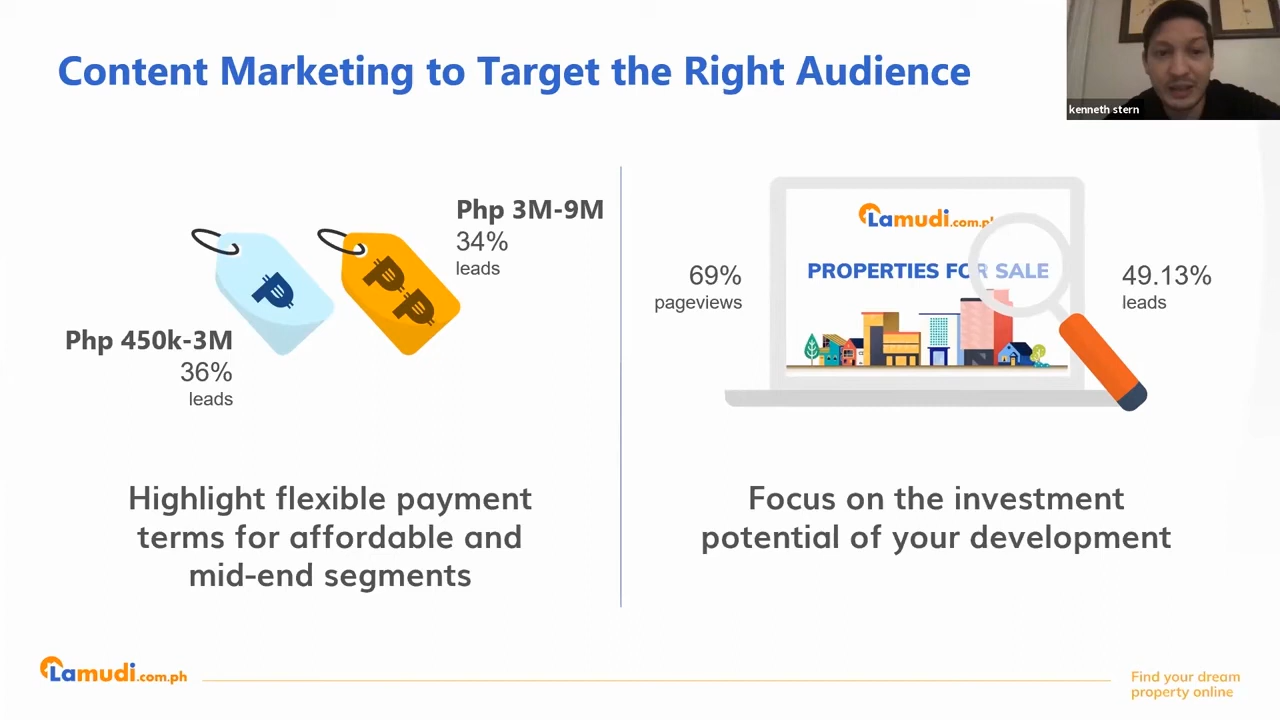 Content Marketing to Target the Right Audience
kenneth stern
Php 3M-9M
34%
leads
Php 450k-3M
36%
leads
Highlight flexible payment
terms for affordable and
mid-end segments
Lamudi.com.ph
PROPERTIES FOR SALE
69%
pageviews
49.13%
leads
Focus on the investment
potential of your development
Lamudi.com.ph
Find your dream
property online